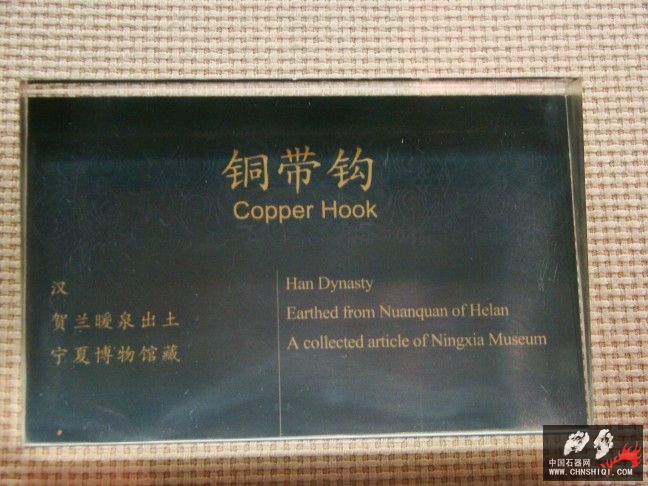 铜带钩
Copper Hook
汉
贺兰暖泉出土
宁夏博物馆藏
Han Dynasty
Earthed from Nuanquan of Helan
A collected article of Ningxia Museum
中国石器网
WWW.CHNSHIQI.COM